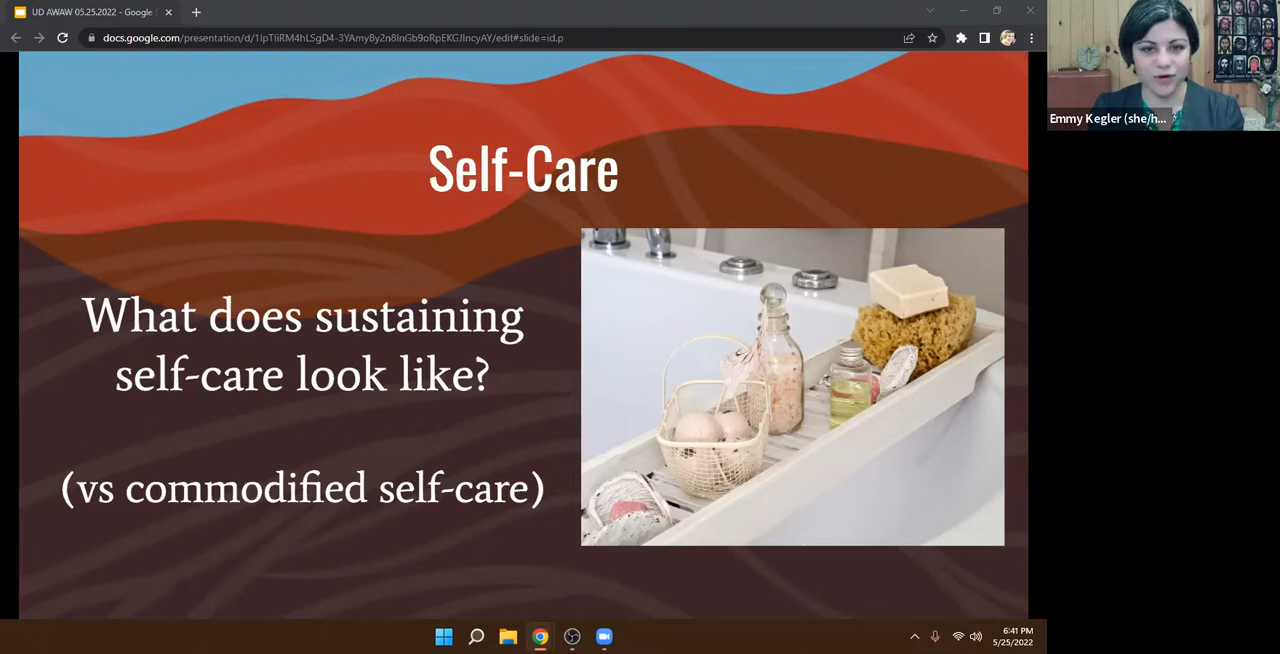 UD AWAW 05.25.2022 - Google S
docs.google.com/presentation/d/1IpTIiRM4hLSgD4-3YAmyBy2n8lnGb9oRpEKGJIncyAY/edit#slide=id.p
Emmy Kegler (she/h...
Self-Care
What does sustaining
self-care look like?
(vs commodified self-care)
6:41 PM
5/25/2022